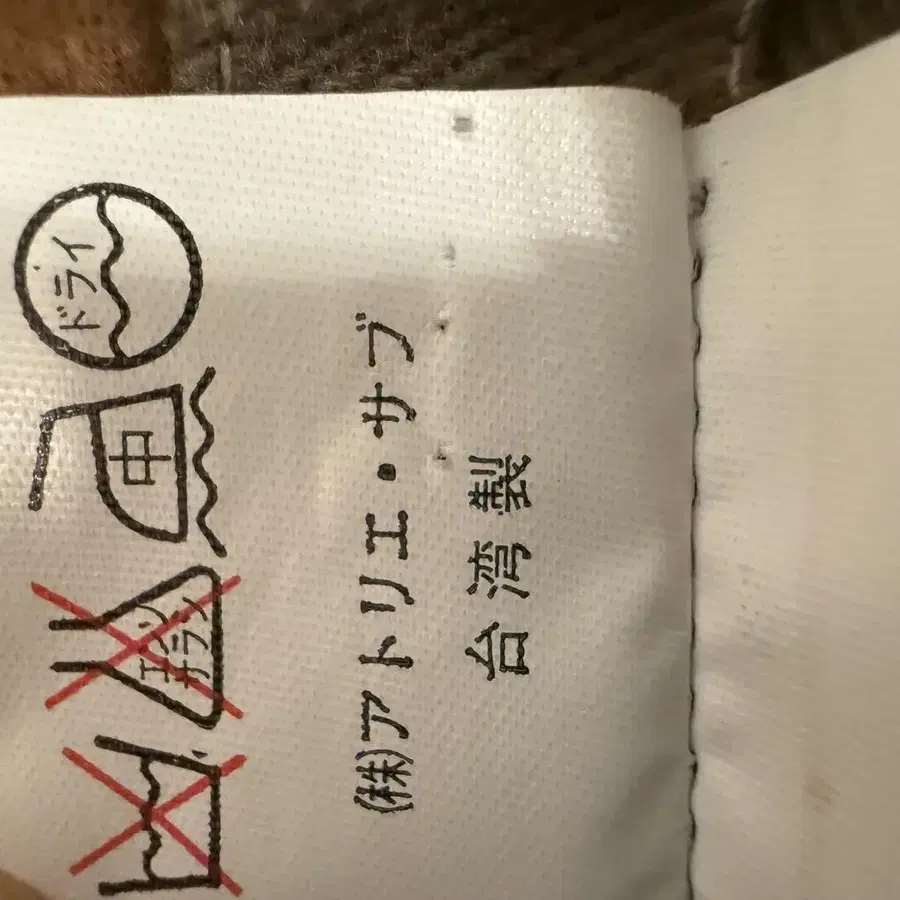 エンソ
サラシ
中
ドライ
(株)アトリエ・サブ
台湾製